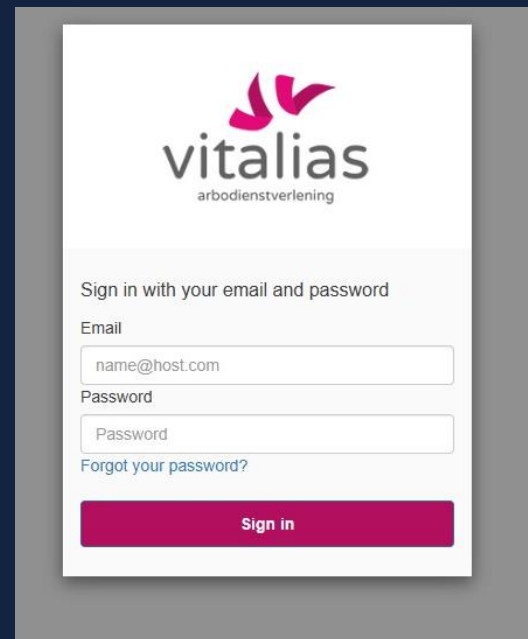 vitalias
arbodienstverlening
Sign in with your email and password
Email
name@host.com
Password
Password
Forgot your password?
Sign in